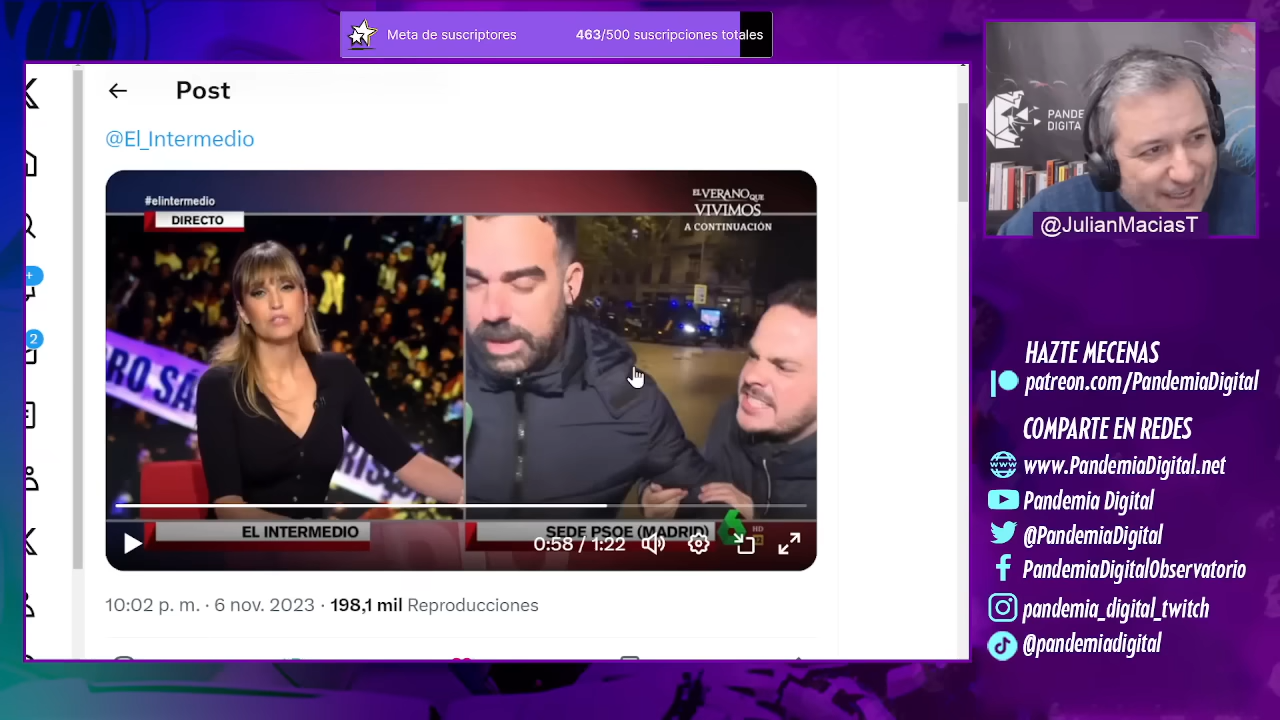 Meta de suscriptores
463/500 suscripciones totales
Post
@El_Intermedio
#elintermedio
DIRECTO
EL VERANO QUE
VIVIMOS
A CONTINUACIÓN
EL INTERMEDIO
SEDE PSOE (MADRID)
HD
0:58 / 1:22
10:02 p. m. · 6 nov. 2023 · 198,1 mil Reproducciones
2
PANDE
DIGITA
@JulianMaciasT
HAZTE MECENAS
patreon.com/PandemiaDigital
COMPARTE EN REDES
www.PandemiaDigital.net
Pandemia Digital
@PandemiaDigital
PandemiaDigitalObservatorio
pandemia_digital_twitch
@pandemiadigital